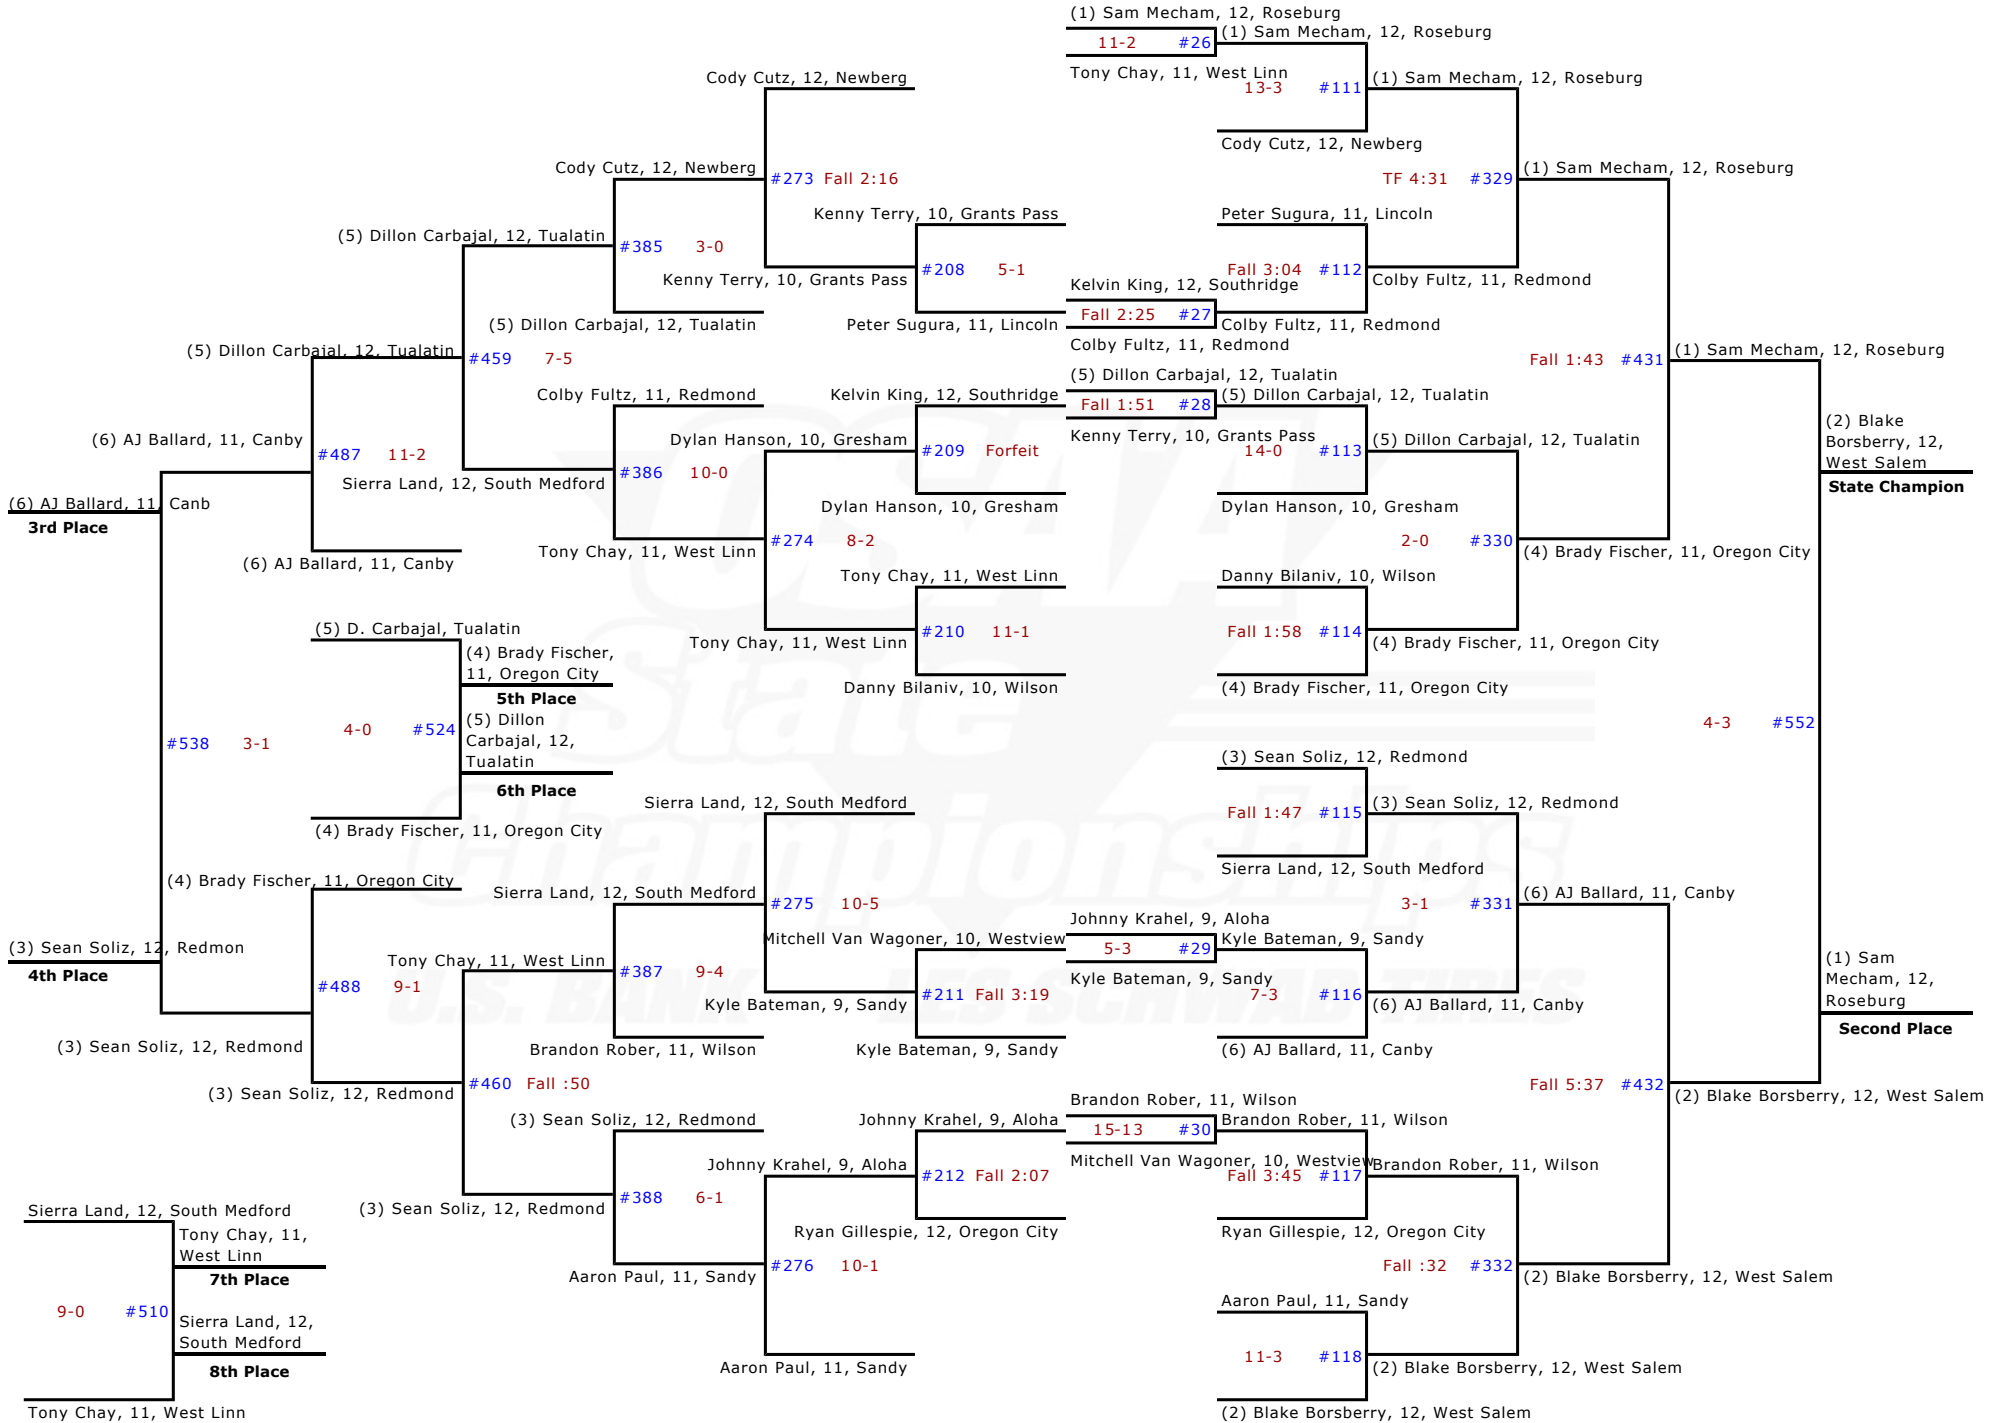 (1) Sam Mecham, 12, Roseburg
11-2 #26
(1) Sam Mecham, 12, Roseburg
Tony Chay, 11, West Linn
13-3 #111
(1) Sam Mecham, 12, Roseburg
Cody Cutz, 12, Newberg
Cody Cutz, 12, Newberg
Cody Cutz, 12, Newberg
#273 Fall 2:16
TF 4:31 #329
(1) Sam Mecham, 12, Roseburg
Kenny Terry, 10, Grants Pass
Peter Sugura, 11, Lincoln
(5) Dillon Carbajal, 12, Tualatin
#385 3-0
Kenny Terry, 10, Grants Pass
#208 5-1
Fall 3:04 #112
Colby Fultz, 11, Redmond
Kelvin King, 12, Southridge
Fall 2:25 #27
(5) Dillon Carbajal, 12, Tualatin
Peter Sugura, 11, Lincoln
Colby Fultz, 11, Redmond
Colby Fultz, 11, Redmond
(5) Dillon Carbajal, 12, Tualatin
#459 7-5
Fall 1:43 #431
(1) Sam Mecham, 12, Roseburg
(5) Dillon Carbajal, 12, Tualatin
Colby Fultz, 11, Redmond
Kelvin King, 12, Southridge
Fall 1:51 #28
(5) Dillon Carbajal, 12, Tualatin
(2) Blake
Borsberry, 12,
West Salem
State Champion
(6) AJ Ballard, 11, Canby
Dylan Hanson, 10, Gresham
Kenny Terry, 10, Grants Pass
(5) Dillon Carbajal, 12, Tualatin
#487 11-2
#209 Forfeit
14-0 #113
Sierra Land, 12, South Medford
#386 10-0
(6) AJ Ballard, 11, Canb
3rd Place
Dylan Hanson, 10, Gresham
Dylan Hanson, 10, Gresham
OSAA
Tony Chay, 11, West Linn
#274 8-2
2-0 #330
(4) Brady Fischer, 11, Oregon City
(6) AJ Ballard, 11, Canby
Tony Chay, 11, West Linn
Danny Bilaniv, 10, Wilson
(5) D. Carbajal, Tualatin
Tony Chay, 11, West Linn
#210 11-1
Fall 1:58 #114
(4) Brady Fischer, 11, Oregon City
(4) Brady Fischer,
11, Oregon City
5th Place
State
Danny Bilaniv, 10, Wilson
(4) Brady Fischer, 11, Oregon City
#538 3-1
4-0 #524
(5) Dillon
Carbajal, 12,
Tualatin
6th Place
4-3 #552
(3) Sean Soliz, 12, Redmond
Sierra Land, 12, South Medford
Fall 1:47 #115
(3) Sean Soliz, 12, Redmond
(4) Brady Fischer, 11, Oregon City
Championships
Sierra Land, 12, South Medford
(4) Brady Fischer, 11, Oregon City
Sierra Land, 12, South Medford
#275 10-5
3-1 #331
(6) AJ Ballard, 11, Canby
Johnny Krahel, 9, Aloha
Mitchell Van Wagoner, 10, Westview
5-3 #29
Kyle Bateman, 9, Sandy
(3) Sean Soliz, 12, Redmon
4th Place
Tony Chay, 11, West Linn
#387 9-4
Kyle Bateman, 9, Sandy
#488 9-1
Kyle Bateman, 9, Sandy
#211 Fall 3:19
7-3 #116
(6) AJ Ballard, 11, Canby
(1) Sam
Mecham, 12,
Roseburg
Second Place
U.S. BANK LES SCHWAB TIRES
(3) Sean Soliz, 12, Redmond
Brandon Rober, 11, Wilson
Kyle Bateman, 9, Sandy
(6) AJ Ballard, 11, Canby
(3) Sean Soliz, 12, Redmond
#460 Fall :50
Fall 5:37 #432
(2) Blake Borsberry, 12, West Salem
Brandon Rober, 11, Wilson
(3) Sean Soliz, 12, Redmond
Johnny Krahel, 9, Aloha
15-13 #30
Brandon Rober, 11, Wilson
Mitchell Van Wagoner, 10, Westview
Johnny Krahel, 9, Aloha
#212 Fall 2:07
Fall 3:45 #117
Brandon Rober, 11, Wilson
(3) Sean Soliz, 12, Redmond
#388 6-1
Ryan Gillespie, 12, Oregon City
Ryan Gillespie, 12, Oregon City
Sierra Land, 12, South Medford
Tony Chay, 11,
West Linn
7th Place
Aaron Paul, 11, Sandy
#276 10-1
Fall :32 #332
(2) Blake Borsberry, 12, West Salem
9-0 #510
Sierra Land, 12,
South Medford
8th Place
Aaron Paul, 11, Sandy
Aaron Paul, 11, Sandy
11-3 #118
(2) Blake Borsberry, 12, West Salem
Tony Chay, 11, West Linn
(2) Blake Borsberry, 12, West Salem